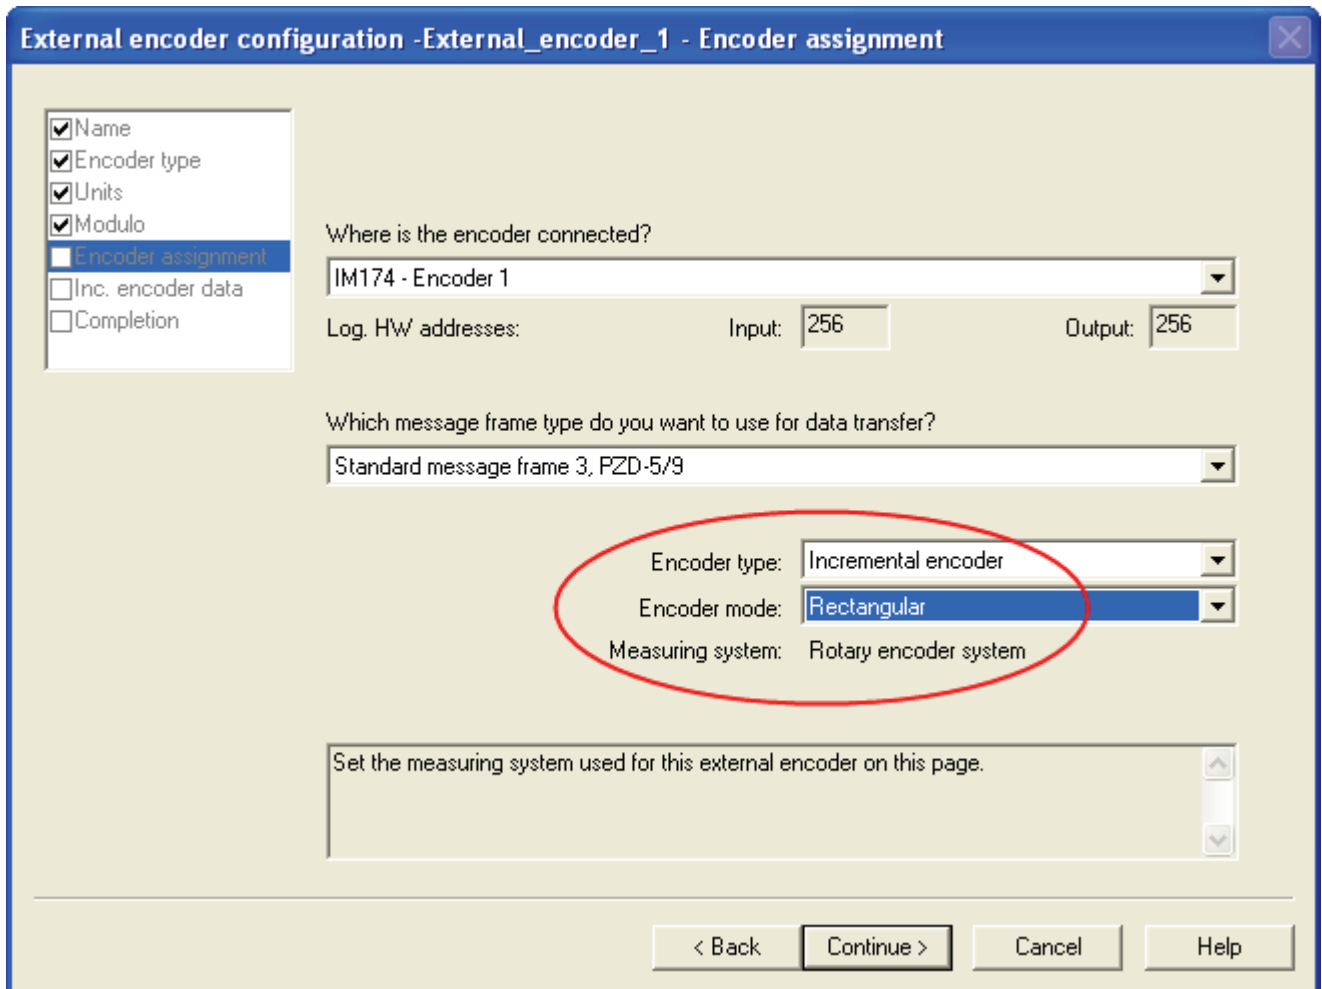 External encoder configuration -External_encoder_1 - Encoder assignment
Name
Encoder type
Units
Modulo
Encoder assignment
Inc. encoder data
Completion
Where is the encoder connected?
IM174 - Encoder 1
Log. HW addresses: Input: 256 Output: 256
Which message frame type do you want to use for data transfer?
Standard message frame 3, PZD-5/9
Encoder type: Incremental encoder
Encoder mode: Rectangular
Measuring system: Rotary encoder system
Set the measuring system used for this external encoder on this page.
< Back Continue > Cancel Help